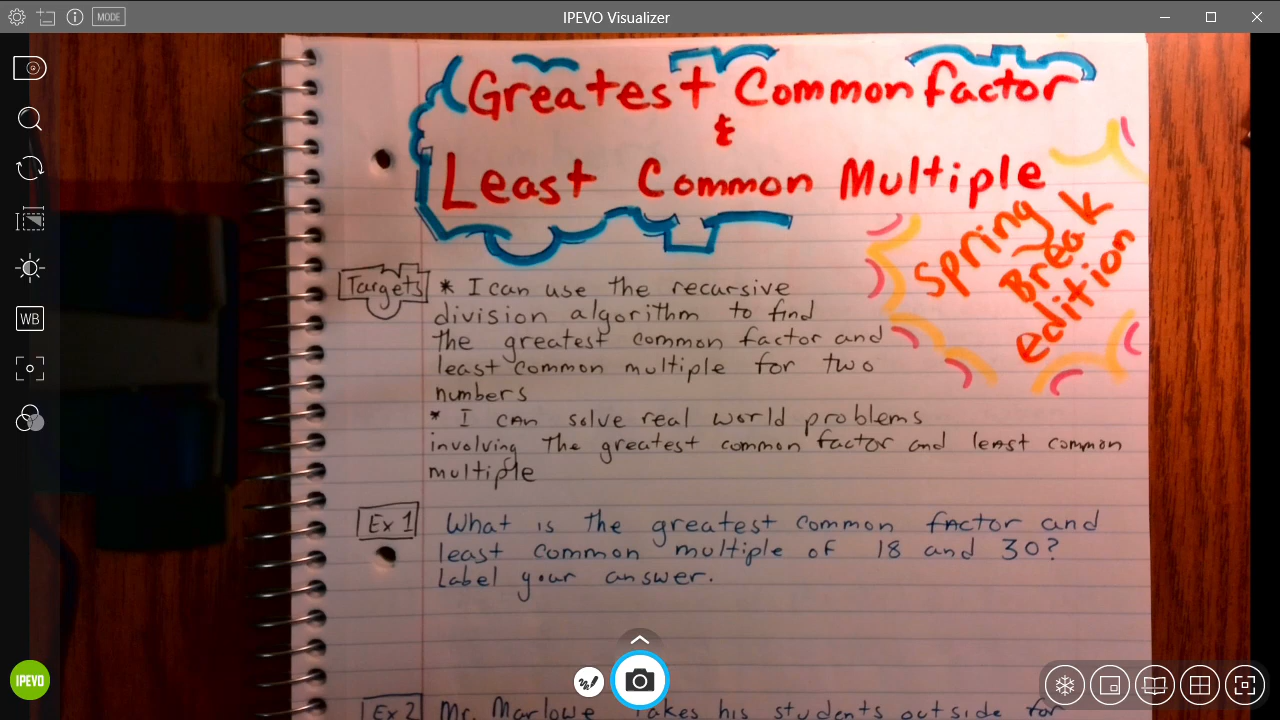 IPEVO Visualizer
MODE
Greatest Common factor
&
Least Common Multiple
Spring
Break
edition
Targets
* I can use the recursive
division algorithm to find
the greatest common factor and
least common multiple for two
numbers
* I can solve real world problems
involving the greatest common factor and least common
multiple
Ex 1
What is the greatest common factor and
least common multiple of 18 and 30?
Label your answer.
Ex 2
Mr. Marlowe takes his students outside for
WB
IPEVO